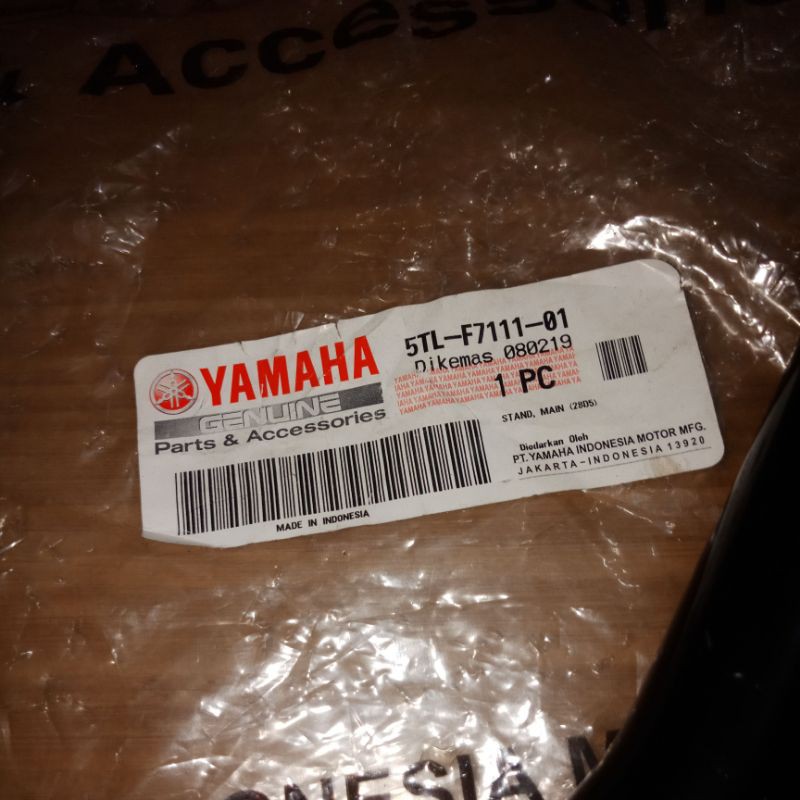 & Accessories
YAMAHA
GENUINE
Parts & Accessories
5TL-F7111-01
Dikemas 080219
1 PC
STAND, MAIN (28D5)
Diedarkan Oleh
PT. YAMAHA INDONESIA MOTOR MFG.
JAKARTA-INDONESIA 13920
MADE IN INDONESIA